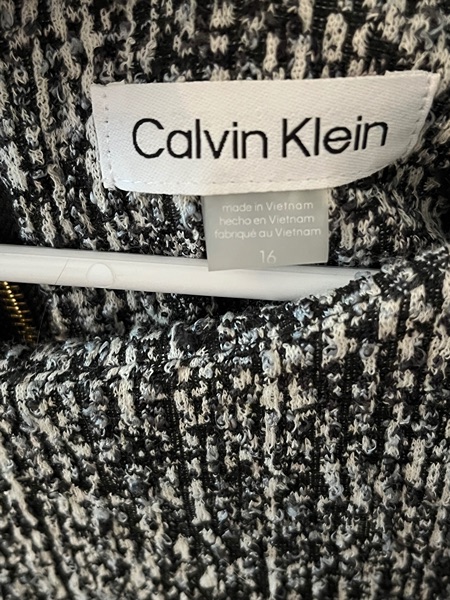 Calvin Klein
made in Vietnam
hecho en Vietnam
fabriqué au Vietnam
16